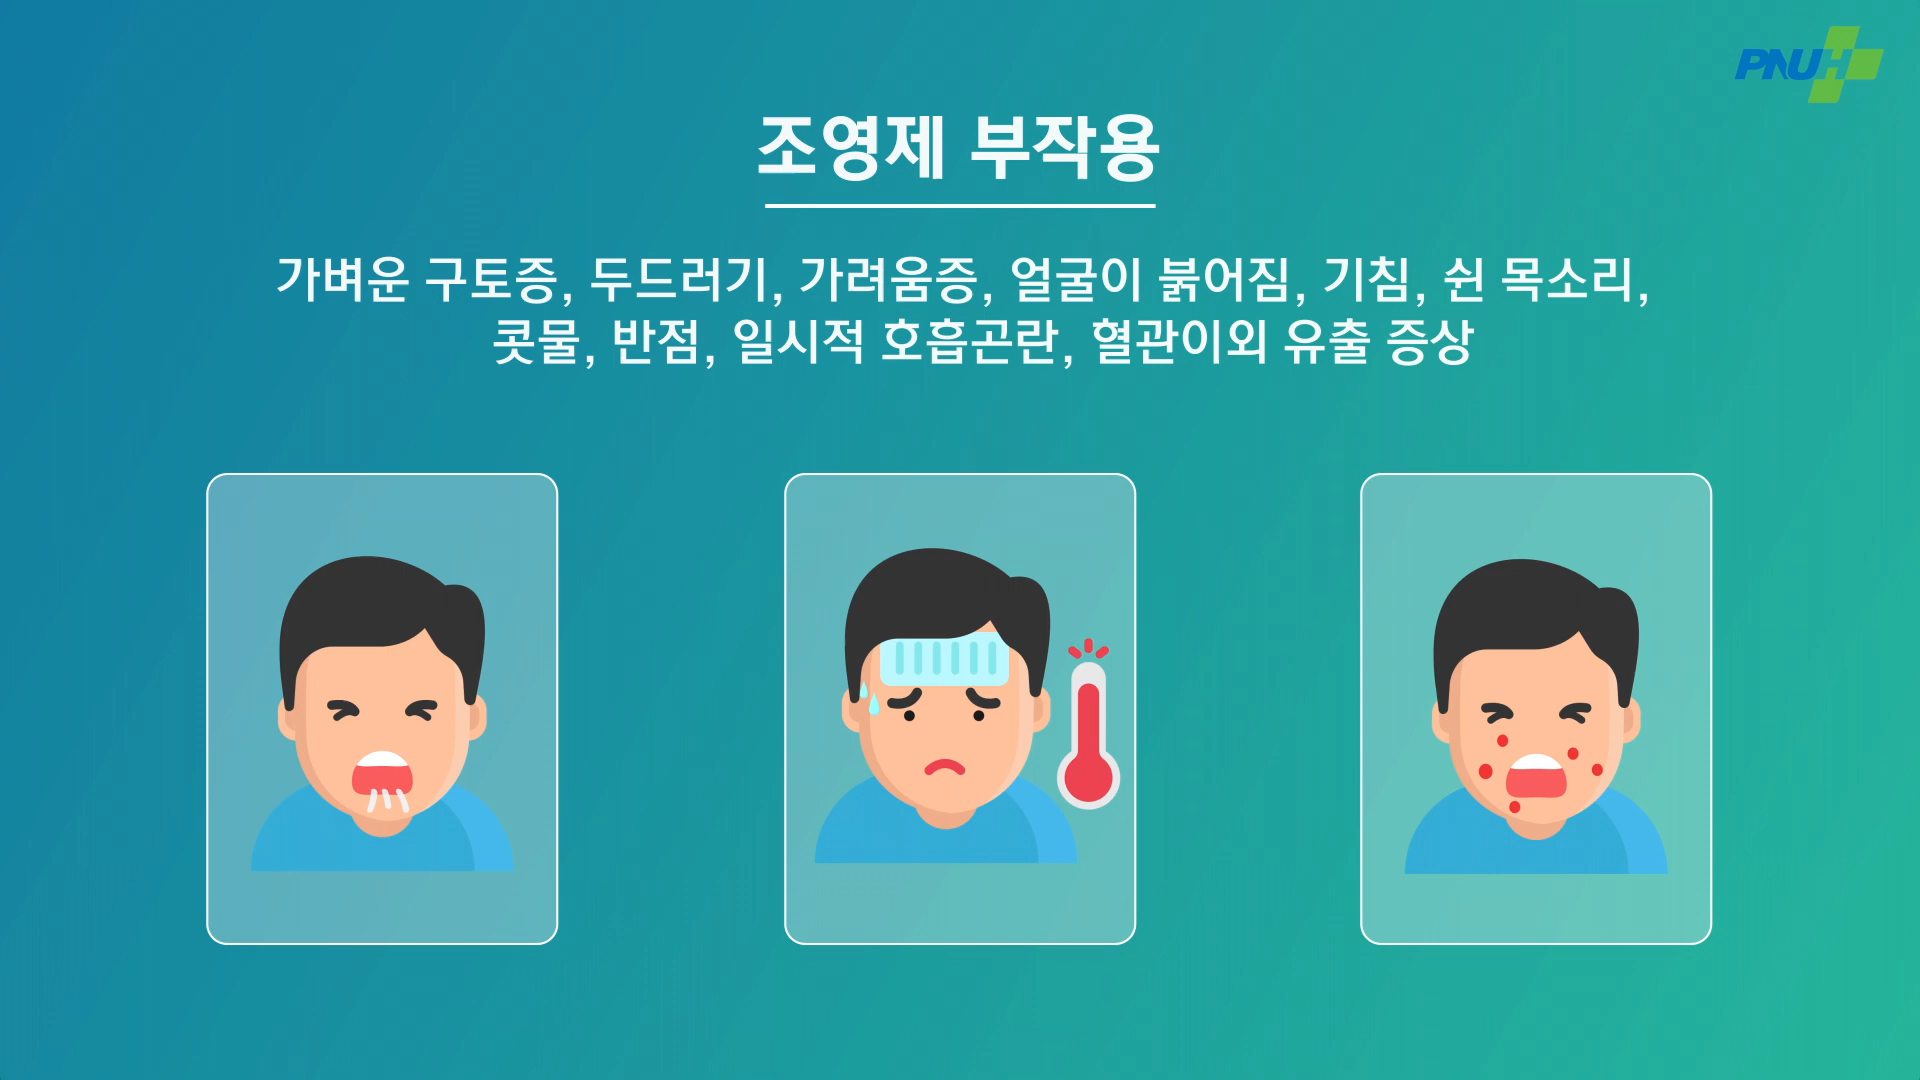 PNUH
조영제 부작용
가벼운 구토증, 두드러기, 가려움증, 얼굴이 붉어짐, 기침, 쉰 목소리,
콧물, 반점, 일시적 호흡곤란, 혈관이외 유출 증상